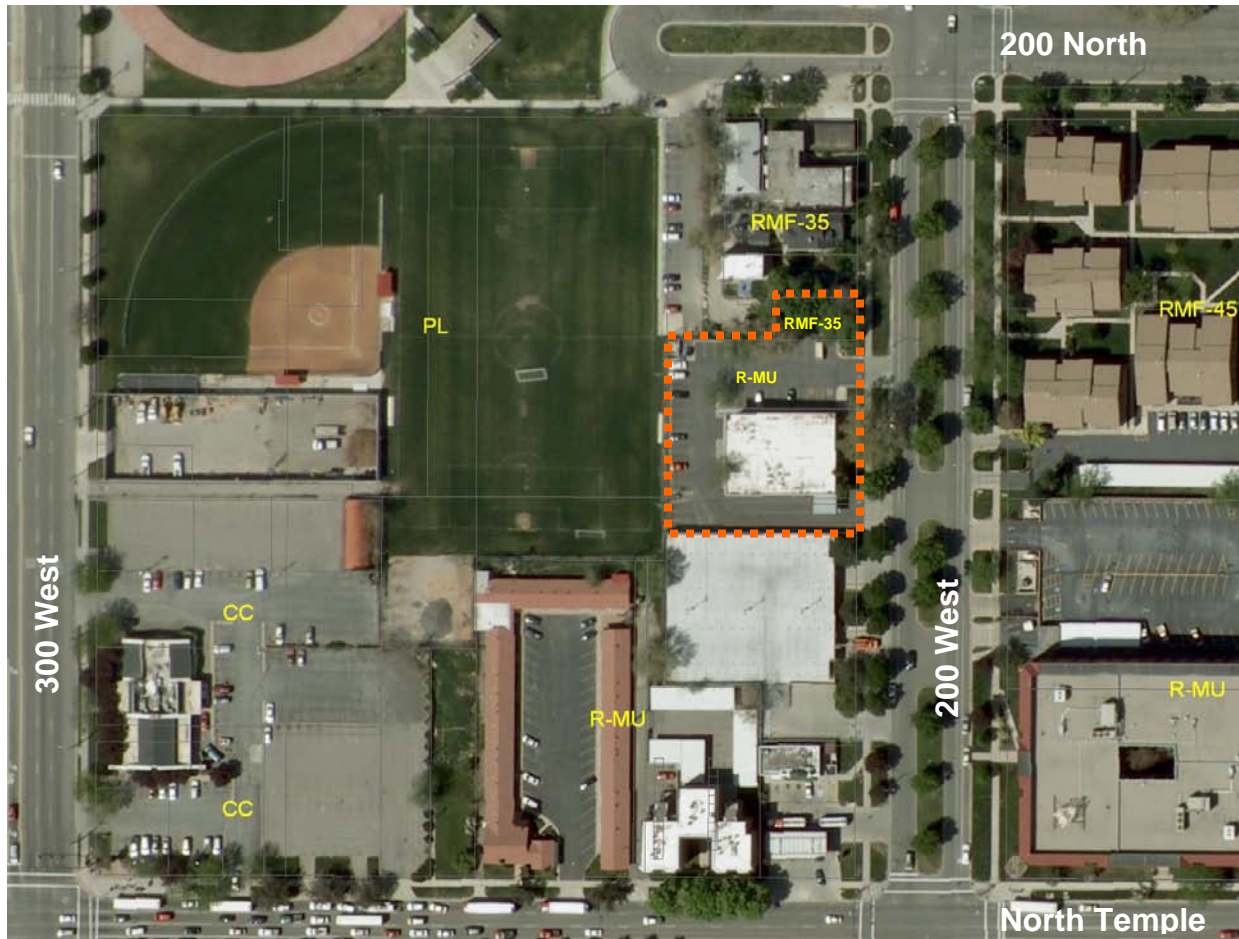 200 North
RMF-35
RMF-45
RMF-35
PL
R-MU
300 West
CC
200 West
R-MU
R-MU
CC
North Temple